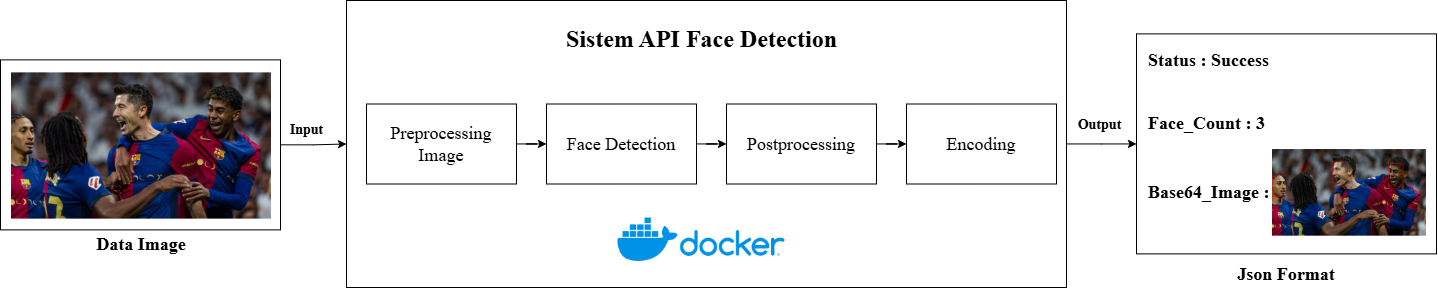 Sistem API Face Detection
Data Image
Input
Preprocessing
Image
Face Detection
Postprocessing
Encoding
docker
Output
Status : Success
Face_Count : 3
Base64_Image :
Json Format